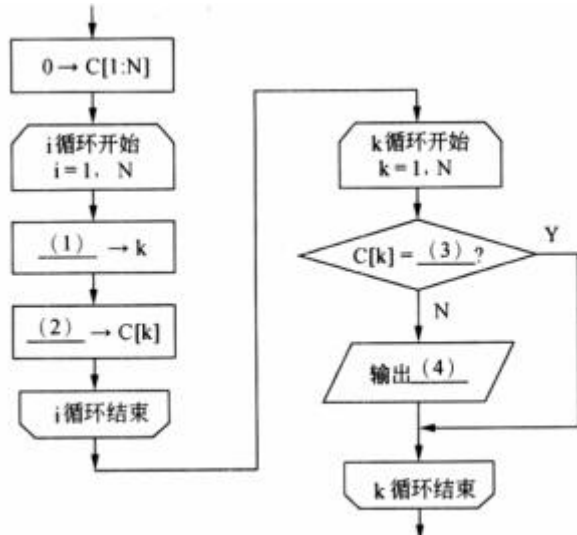 0 → C[1:N]
i循环开始
i=1，N
（1） → k
（2） → C[k]
i循环结束
k循环开始
k=1，N
C[k]=（3）?
Y
N
输出（4）
k循环结束